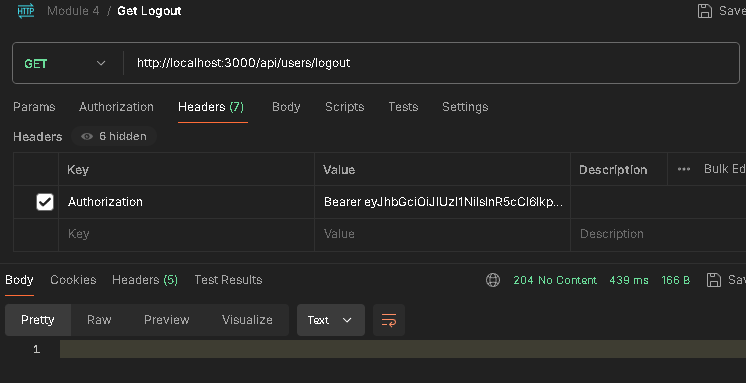 HTTP Module 4 / Get Logout Save
GET http://localhost:3000/api/users/logout
Params Authorization Headers (7) Body Scripts Tests Settings
Headers 6 hidden
Key Value Description ••• Bulk Ed
Authorization Bearer eyJhbGciOiJIUzI1NiIsInR5cCI6Ikp...
Key Value Description
Body Cookies Headers (5) Test Results 204 No Content 439 ms 166 B Sav
Pretty Raw Preview Visualize Text
1